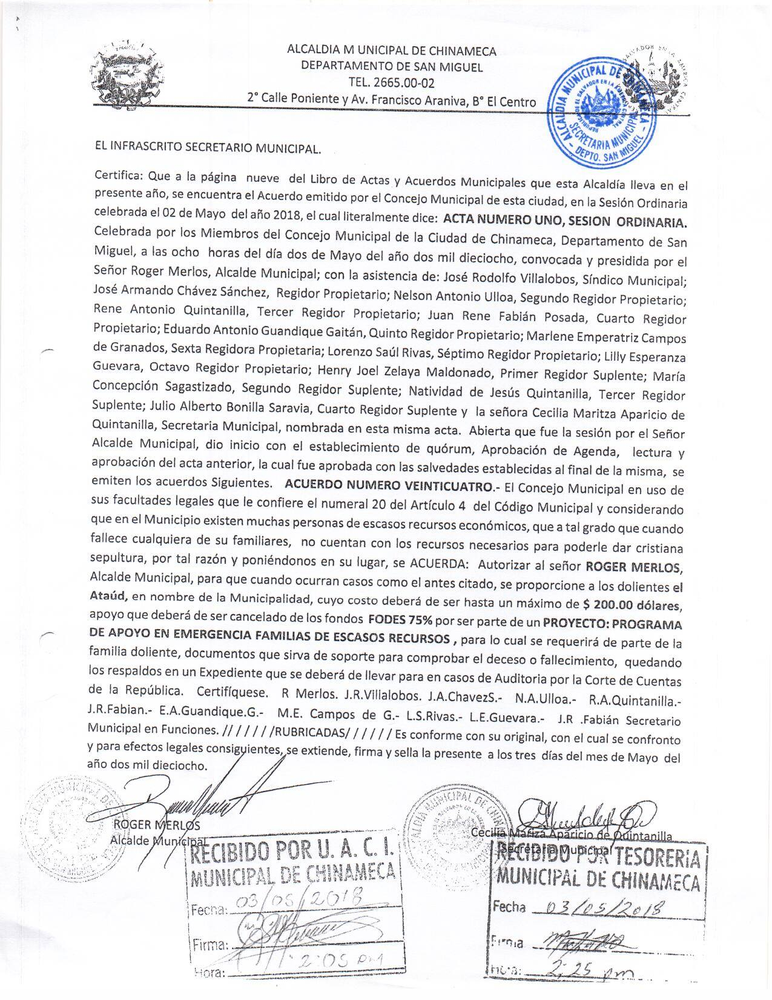 ALCALDIA M UNICIPAL DE CHINAMECA
DEPARTAMENTO DE SAN MIGUEL
TEL. 2665.00-02
2° Calle Poniente y Av. Francisco Araniva, B° El Centro
ALCALDIA MUNICIPAL DE CHINAMECA
REPUBLICA DE EL SALVADOR EN LA AMERICA CENTRAL
SECRETARIA MUNICIPAL
DEPTO. SAN MIGUEL
EL INFRASCRITO SECRETARIO MUNICIPAL.
Certifica: Que a la página nueve del Libro de Actas y Acuerdos Municipales que esta Alcaldía lleva en el
presente año, se encuentra el Acuerdo emitido por el Concejo Municipal de esta ciudad, en la Sesión Ordinaria
celebrada el 02 de Mayo del año 2018, el cual literalmente dice: ACTA NUMERO UNO, SESION ORDINARIA.
Celebrada por los Miembros del Concejo Municipal de la Ciudad de Chinameca, Departamento de San
Miguel, a las ocho horas del día dos de Mayo del año dos mil dieciocho, convocada y presidida por el
Señor Roger Merlos, Alcalde Municipal; con la asistencia de: José Rodolfo Villalobos, Síndico Municipal;
José Armando Chávez Sánchez, Regidor Propietario; Nelson Antonio Ulloa, Segundo Regidor Propietario;
Rene Antonio Quintanilla, Tercer Regidor Propietario; Juan Rene Fabián Posada, Cuarto Regidor
Propietario; Eduardo Antonio Guandique Gaitán, Quinto Regidor Propietario; Marlene Emperatriz Campos
de Granados, Sexta Regidora Propietaria; Lorenzo Saúl Rivas, Séptimo Regidor Propietario; Lilly Esperanza
Guevara, Octavo Regidor Propietario; Henry Joel Zelaya Maldonado, Primer Regidor Suplente; María
Concepción Sagastizado, Segundo Regidor Suplente; Natividad de Jesús Quintanilla, Tercer Regidor
Suplente; Julio Alberto Bonilla Saravia, Cuarto Regidor Suplente y la señora Cecilia Maritza Aparicio de
Quintanilla, Secretaria Municipal, nombrada en esta misma acta. Abierta que fue la sesión por el Señor
Alcalde Municipal, dio inicio con el establecimiento de quórum, Aprobación de Agenda, lectura y
aprobación del acta anterior, la cual fue aprobada con las salvedades establecidas al final de la misma, se
emiten los acuerdos Siguientes. ACUERDO NUMERO VEINTICUATRO.- El Concejo Municipal en uso de
sus facultades legales que le confiere el numeral 20 del Artículo 4 del Código Municipal y considerando
que en el Municipio existen muchas personas de escasos recursos económicos, que a tal grado que cuando
fallece cualquiera de su familiares, no cuentan con los recursos necesarios para poderle dar cristiana
sepultura, por tal razón y poniéndonos en su lugar, se ACUERDA: Autorizar al señor ROGER MERLOS,
Alcalde Municipal, para que cuando ocurran casos como el antes citado, se proporcione a los dolientes el
Ataúd, en nombre de la Municipalidad, cuyo costo deberá de ser hasta un máximo de $ 200.00 dólares,
apoyo que deberá de ser cancelado de los fondos FODES 75% por ser parte de un PROYECTO: PROGRAMA
DE APOYO EN EMERGENCIA FAMILIAS DE ESCASOS RECURSOS , para lo cual se requerirá de parte de la
familia doliente, documentos que sirva de soporte para comprobar el deceso o fallecimiento, quedando
los respaldos en un Expediente que se deberá de llevar para en casos de Auditoria por la Corte de Cuentas
de la República. Certifíquese. R Merlos. J.R.Villalobos. J.A.ChavezS.- N.A.Ulloa.- R.A.Quintanilla.-
J.R.Fabian.- E.A.Guandique.G.- M.E. Campos de G.- L.S.Rivas.- L.E.Guevara.- J.R .Fabián Secretario
Municipal en Funciones. // / / / / /RUBRICADAS/ / / / / / Es conforme con su original, con el cual se confronto
y para efectos legales consiguientes, se extiende, firma y sella la presente a los tres días del mes de Mayo del
año dos mil dieciocho.
ROGER MERLOS
Alcalde Municipal
Cecilia Mariza Aparicio de Quintanilla
Secretaria Municipal
RECIBIDO POR U. A. C. I.
MUNICIPAL DE CHINAMECA
Fecha: 03/05/2018
Firma:
Hora: 2:05 pm
RECIBIDO POR TESORERIA
MUNICIPAL DE CHINAMECA
Fecha 03/05/2018
Firma
Hora: 2:25 pm